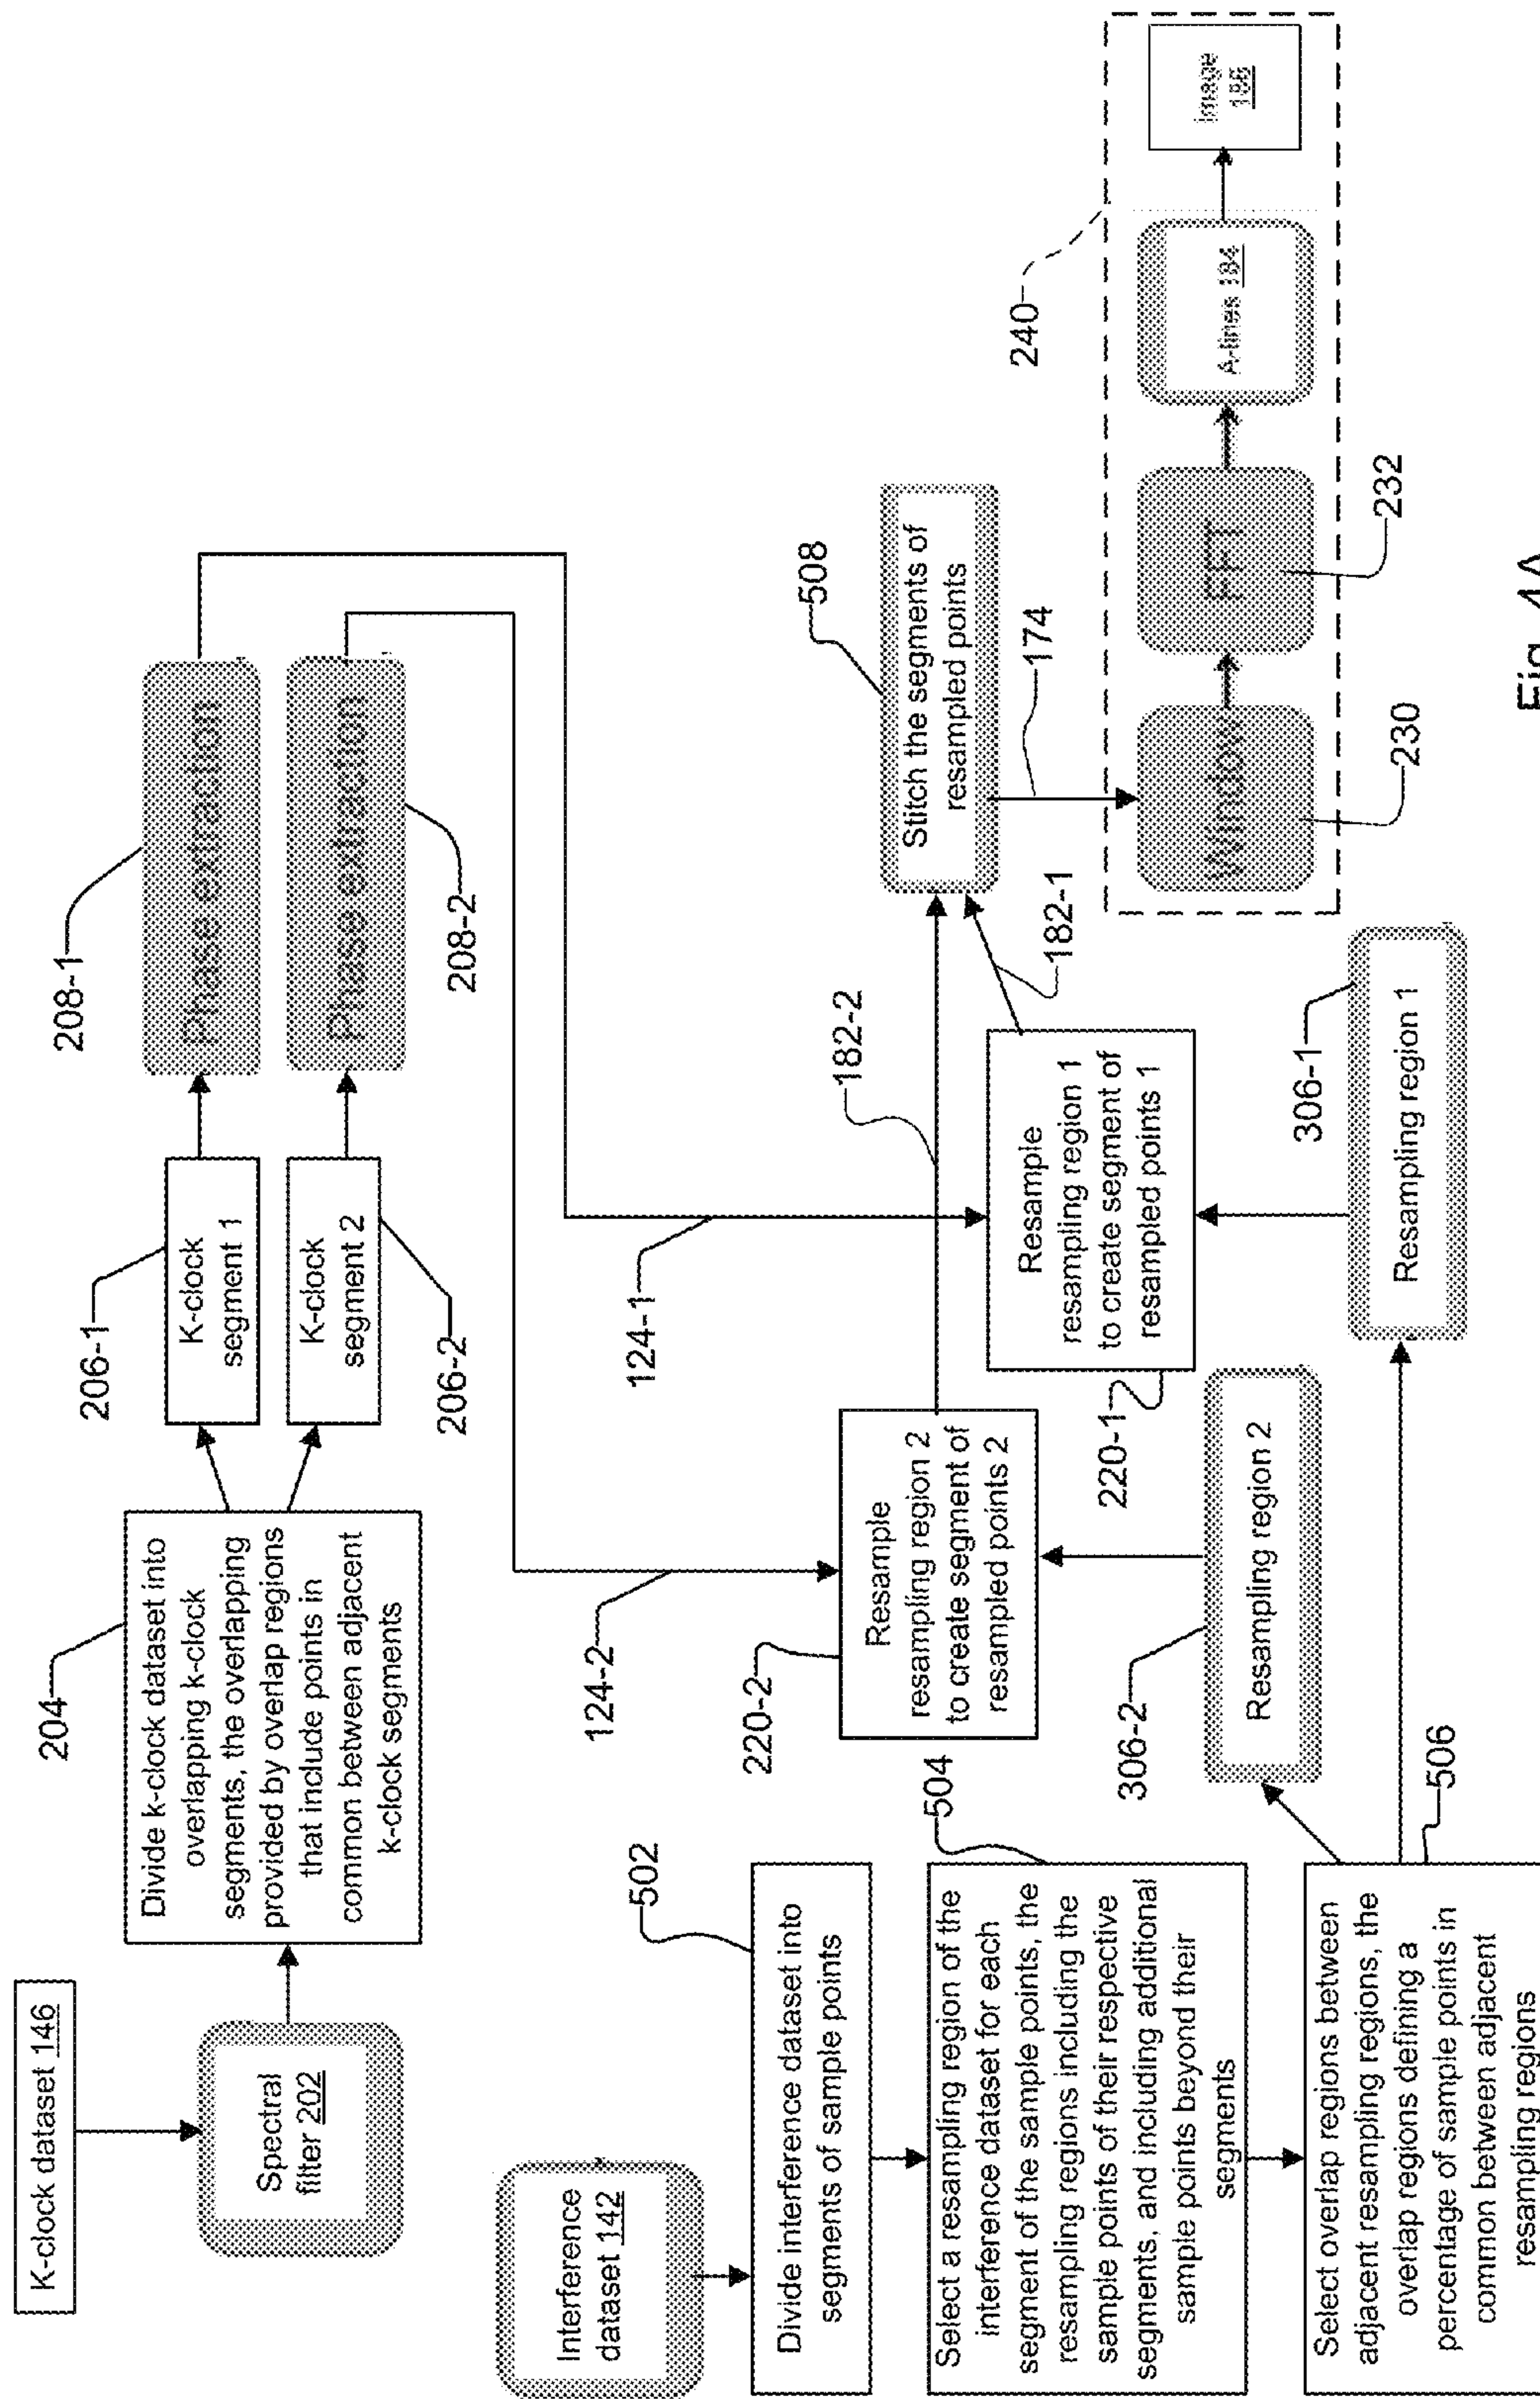 K-clock dataset 146
Spectral
filter 202
204
Divide k-clock dataset into
overlapping k-clock
segments, the overlapping
provided by overlap regions
that include points in
common between adjacent
k-clock segments
206-1
K-clock
segment 1
K-clock
segment 2
206-2
208-1
Phase extraction
Phase extraction
208-2
Interference
dataset 142
502
Divide interference dataset into
segments of sample points
504
Select a resampling region of the
interference dataset for each
segment of the sample points, the
resampling regions including the
sample points of their respective
segments, and including additional
sample points beyond their
segments
Select overlap regions between
adjacent resampling regions, the
overlap regions defining a
percentage of sample points in
common between adjacent
resampling regions
506
124-2
124-1
220-2
Resample
resampling region 2
to create segment of
resampled points 2
306-2
Resampling region 2
220-1
Resample
resampling region 1
to create segment of
resampled points 1
306-1
Resampling region 1
182-2
182-1
508
Stitch the segments of
resampled points
174
240
Window
230
FFT
232
A-lines 184
Image
186
Fig. 4A